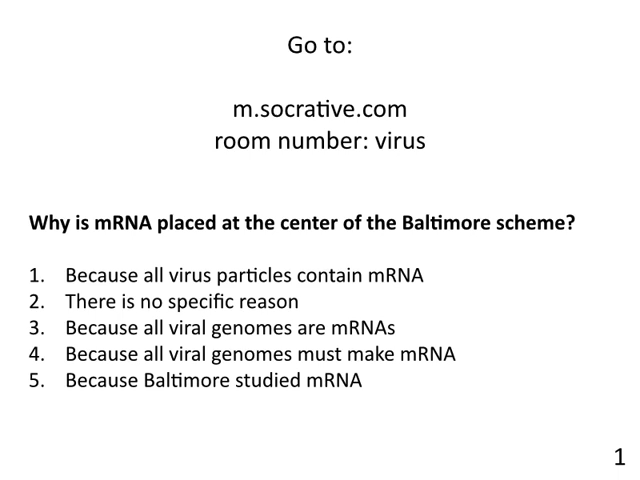 Go to:
m.socrative.com
room number: virus
Why is mRNA placed at the center of the Baltimore scheme?
1. Because all virus particles contain mRNA
2. There is no specific reason
3. Because all viral genomes are mRNAs
4. Because all viral genomes must make mRNA
5. Because Baltimore studied mRNA
1